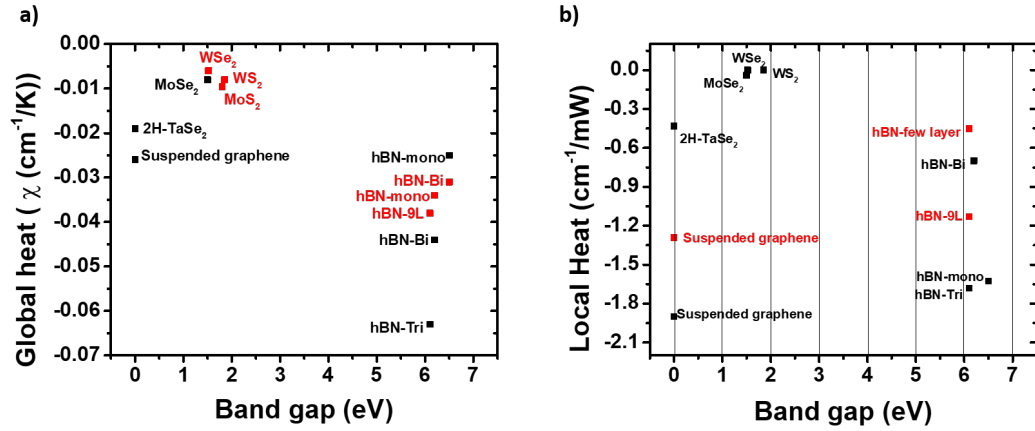 a)
Global heat ( χ (cm⁻¹/K))
0.00
-0.01
-0.02
-0.03
-0.04
-0.05
-0.06
-0.07
WSe₂
MoSe₂
WS₂
MoS₂
2H-TaSe₂
Suspended graphene
hBN-mono
hBN-Bi
hBN-mono
hBN-9L
hBN-Bi
hBN-Tri
0 1 2 3 4 5 6 7
Band gap (eV)
b)
Local Heat (cm⁻¹/mW)
0.0
-0.3
-0.6
-0.9
-1.2
-1.5
-1.8
-2.1
WSe₂
MoSe₂
WS₂
2H-TaSe₂
hBN-few layer
hBN-Bi
hBN-9L
Suspended graphene
hBN-mono
hBN-Tri
Suspended graphene
0 1 2 3 4 5 6 7
Band gap (eV)